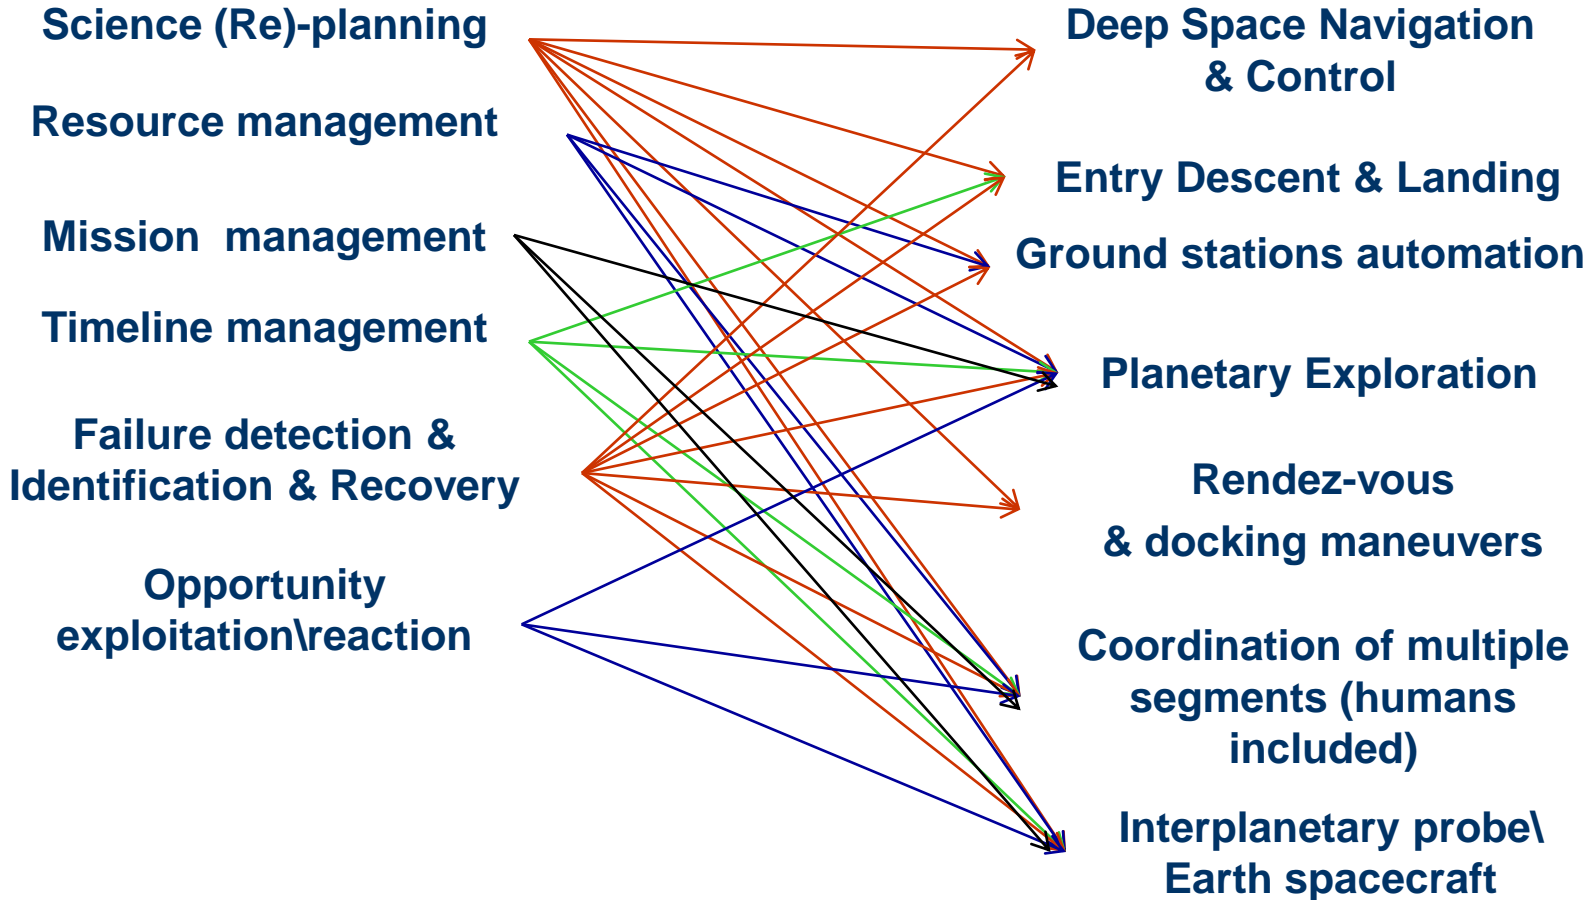 Science (Re)-planning
Resource management
Mission  management
Timeline management
Failure detection &
Identification & Recovery
Opportunity
exploitation\reaction
Deep Space Navigation
& Control
Entry Descent & Landing
Ground stations automation
Planetary Exploration
Rendez-vous
& docking maneuvers
Coordination of multiple
segments (humans
included)
Interplanetary probe\
Earth spacecraft